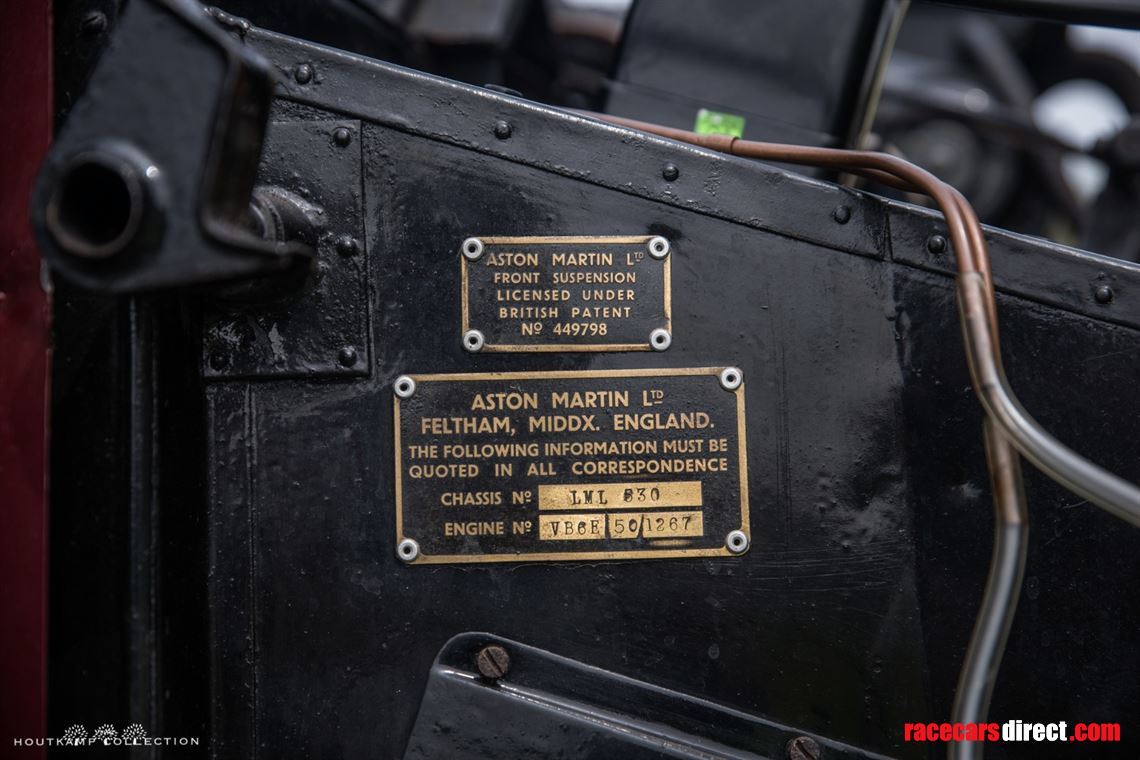 ASTON MARTIN LTD
FRONT SUSPENSION
LICENSED UNDER
BRITISH PATENT
Nº 449798
ASTON MARTIN LTD
FELTHAM, MIDDX. ENGLAND.
THE FOLLOWING INFORMATION MUST BE
QUOTED IN ALL CORRESPONDENCE
CHASSIS Nº LML 530
ENGINE Nº VB6E/50/1267
HOUTKAMP COLLECTION
racecarsdirect.com